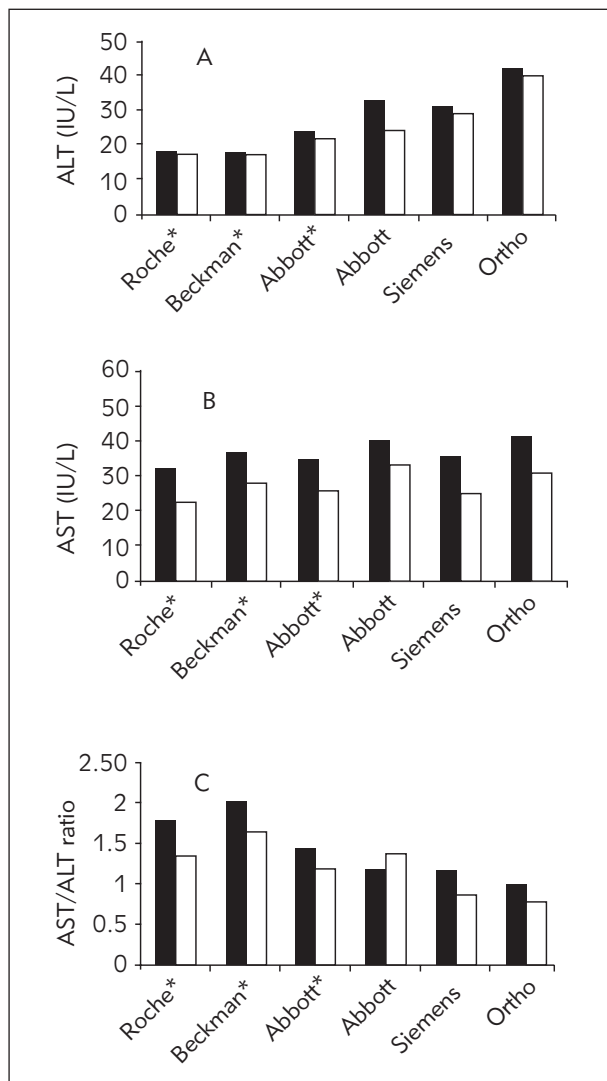 A
ALT (IU/L)
50
40
30
20
10
0
Roche*
Beckman*
Abbott*
Abbott
Siemens
Ortho
B
AST (IU/L)
60
50
40
30
20
10
0
Roche*
Beckman*
Abbott*
Abbott
Siemens
Ortho
C
AST/ALT ratio
2.50
2
1.5
1
0.5
0
Roche*
Beckman*
Abbott*
Abbott
Siemens
Ortho